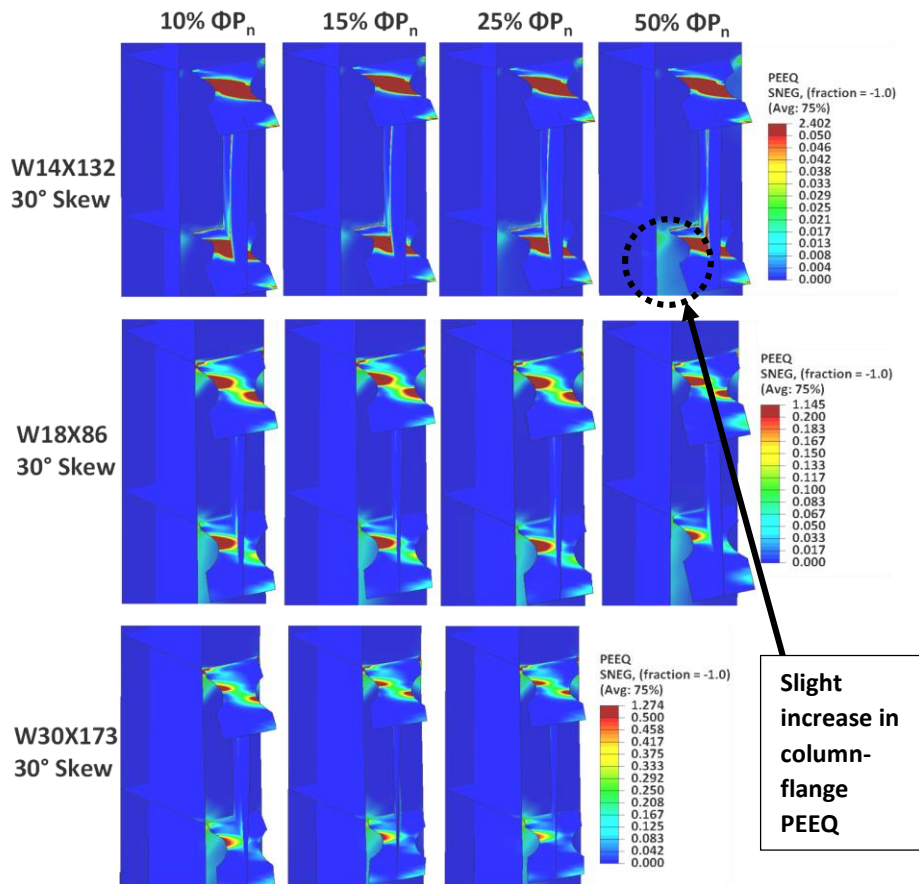 10% ΦPn
15% ΦPn
25% ΦPn
50% ΦPn
W14X132
30° Skew
PEEQ
SNEG, (fraction = -1.0)
(Avg: 75%)
2.402
0.050
0.046
0.042
0.038
0.033
0.029
0.025
0.021
0.017
0.013
0.008
0.004
0.000
W18X86
30° Skew
PEEQ
SNEG, (fraction = -1.0)
(Avg: 75%)
1.145
0.200
0.183
0.167
0.150
0.133
0.117
0.100
0.083
0.067
0.050
0.033
0.017
0.000
W30X173
30° Skew
PEEQ
SNEG, (fraction = -1.0)
(Avg: 75%)
1.274
0.500
0.458
0.417
0.375
0.333
0.292
0.250
0.208
0.167
0.125
0.083
0.042
0.000
Slight
increase in
column-
flange
PEEQ